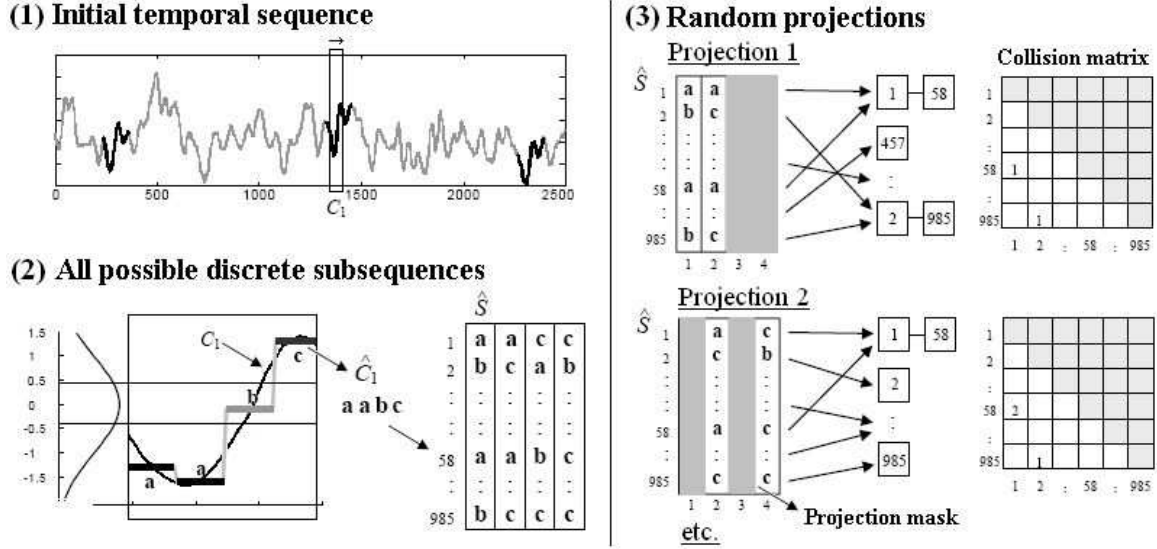 (1) Initial temporal sequence
→
0 500 1000 1500 2000 2500
C₁
(2) All possible discrete subsequences
1.5
1
0.5
0
-0.5
-1
-1.5
C₁
a
a
b
c
Ĉ₁
a a b c
Ŝ
1 a a c c
2 b c a b
: : : : :
: : : : :
58 a a b c
: : : : :
: : : : :
985 b c c c
(3) Random projections
Projection 1
Ŝ
1 a a
2 b c
: : :
: : :
58 a a
: : :
985 b c
1 2 3 4
1 58
457
:
2 985
Collision matrix
1
2
:
58 1
:
985 1
1 2 : 58 : 985
Projection 2
Ŝ
1 a c
2 c b
: : :
: : :
58 a c
: : :
985 c c
1 2 3 4
1 58
2
:
985
Projection mask
etc.
1
2
:
58 2
:
985 1
1 2 : 58 : 985